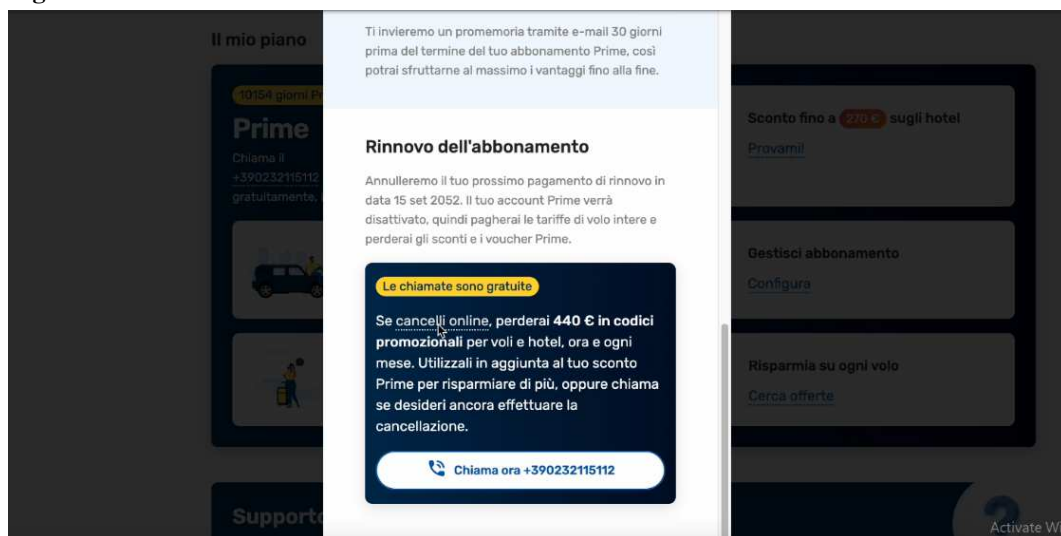 Il mio piano
10154 giorni
Prime
Chiama il
+390232115112
gratuitamente,
Ti invieremo un promemoria tramite e-mail 30 giorni
prima del termine del tuo abbonamento Prime, così
potrai sfruttarne al massimo i vantaggi fino alla fine.
Rinnovo dell'abbonamento
Annulleremo il tuo prossimo pagamento di rinnovo in
data 15 set 2052. Il tuo account Prime verrà
disattivato, quindi pagherai le tariffe di volo intere e
perderai gli sconti e i voucher Prime.
Le chiamate sono gratuite
Se cancelli online, perderai 440 € in codici
promozionali per voli e hotel, ora e ogni
mese. Utilizzali in aggiunta al tuo sconto
Prime per risparmiare di più, oppure chiama
se desideri ancora effettuare la
cancellazione.
Chiama ora +390232115112
Sconto fino a 270 € sugli hotel
Provami!
Gestisci abbonamento
Configura
Risparmia su ogni volo
Cerca offerte
Supporto
Activate Wi